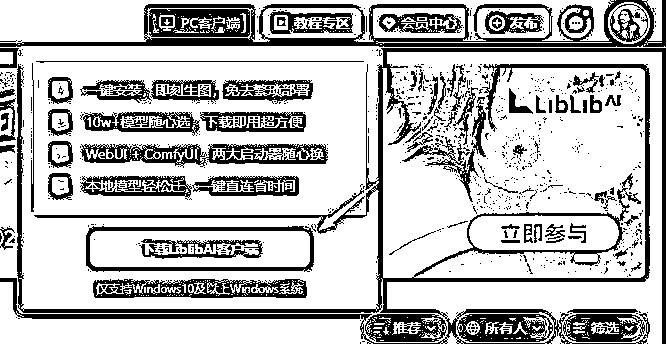 PC客户端 教程专区 会员中心 发布
一键安装，即刻生图，免去繁琐部署
10w+模型随心选，下载即用超方便
WebUI + ComfyUI，两大启动器随心换
本地模型轻松迁，一键直连省时间
下载LiblibAI客户端
仅支持Windows10及以上Windows系统
LibLib AI
立即参与
推荐 所有人 筛选